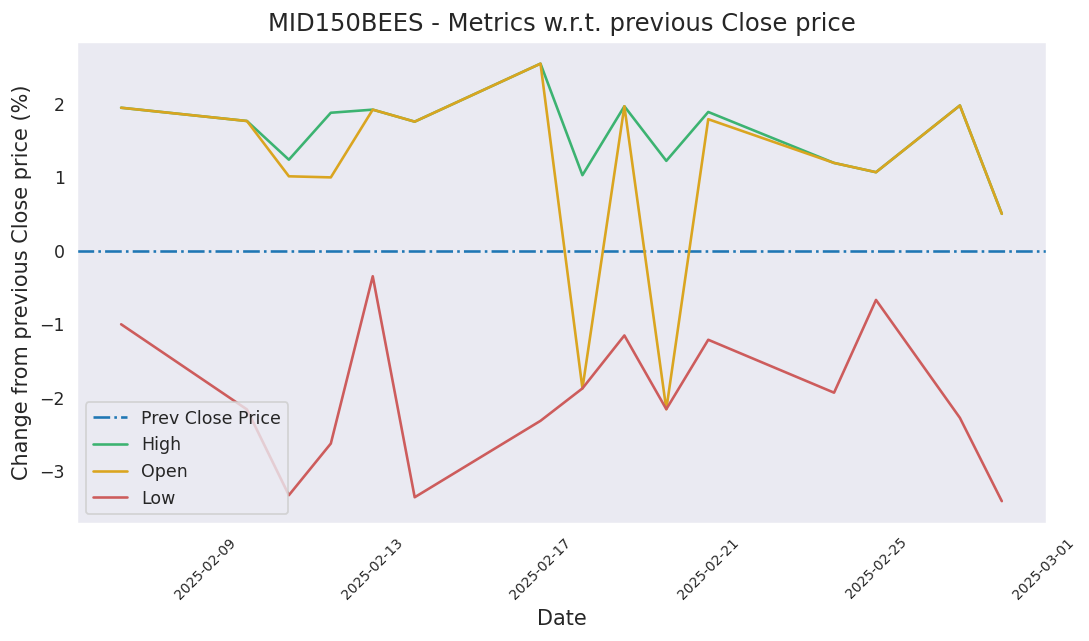 MID150BEES - Metrics w.r.t. previous Close price
Change from previous Close price (%)
2
1
0
−1
−2
−3
Prev Close Price
High
Open
Low
2025-02-09
2025-02-13
2025-02-17
2025-02-21
2025-02-25
2025-03-01
Date